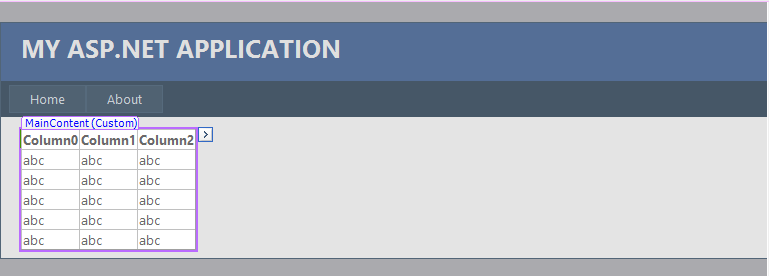 MY ASP.NET APPLICATION
Home About
MainContent (Custom)
Column0 Column1 Column2
abc abc abc
abc abc abc
abc abc abc
abc abc abc
abc abc abc